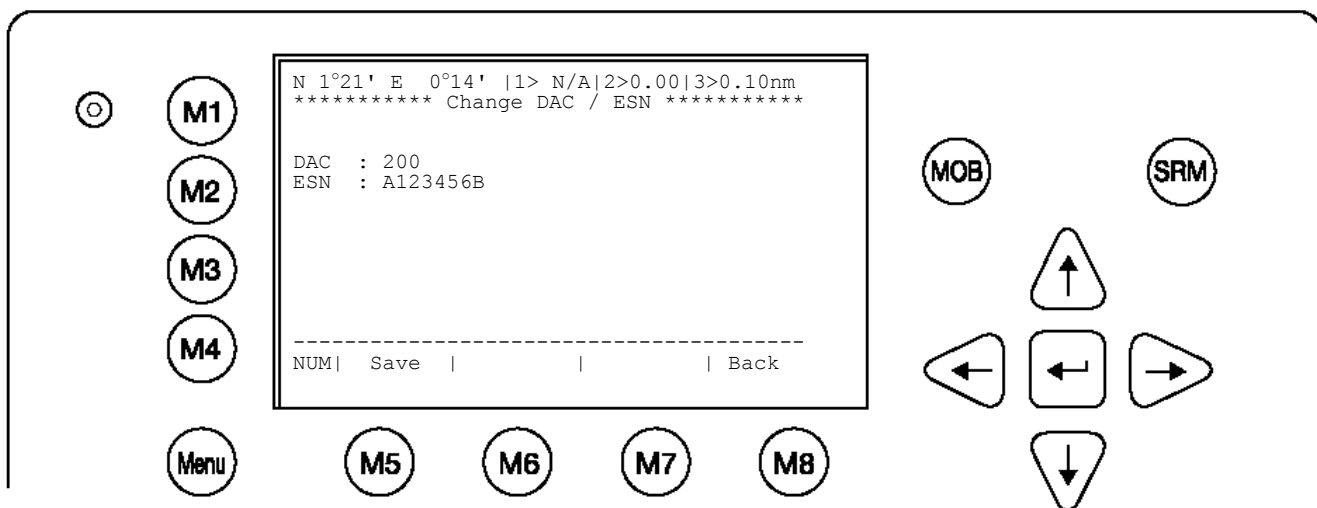 N 1°21' E 0°14' |1> N/A|2>0.00|3>0.10nm
*********** Change DAC / ESN ***********
DAC : 200
ESN : A123456B
----------------------------------------
NUM| Save | | | Back
M1
M2
M3
M4
Menu
M5 M6 M7 M8
MOB SRM